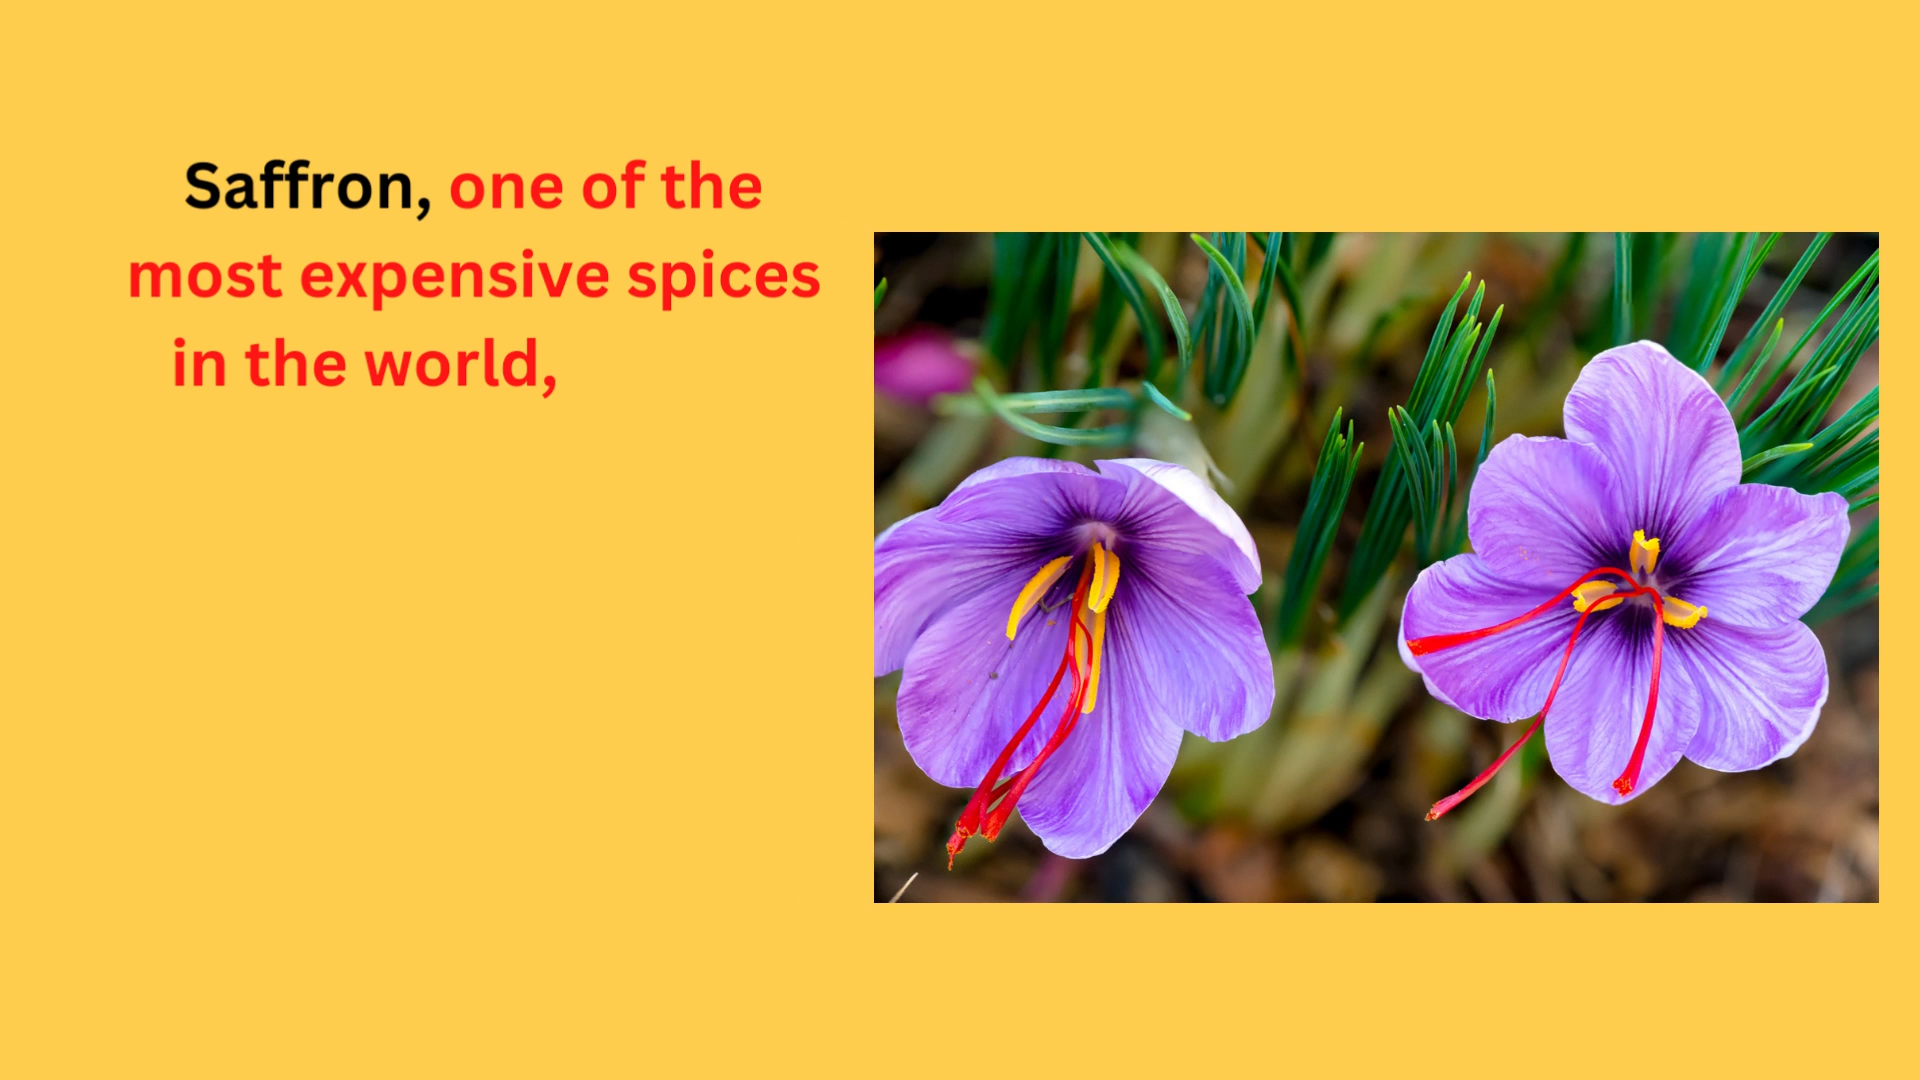 Saffron, one of the
most expensive spices
in the world,